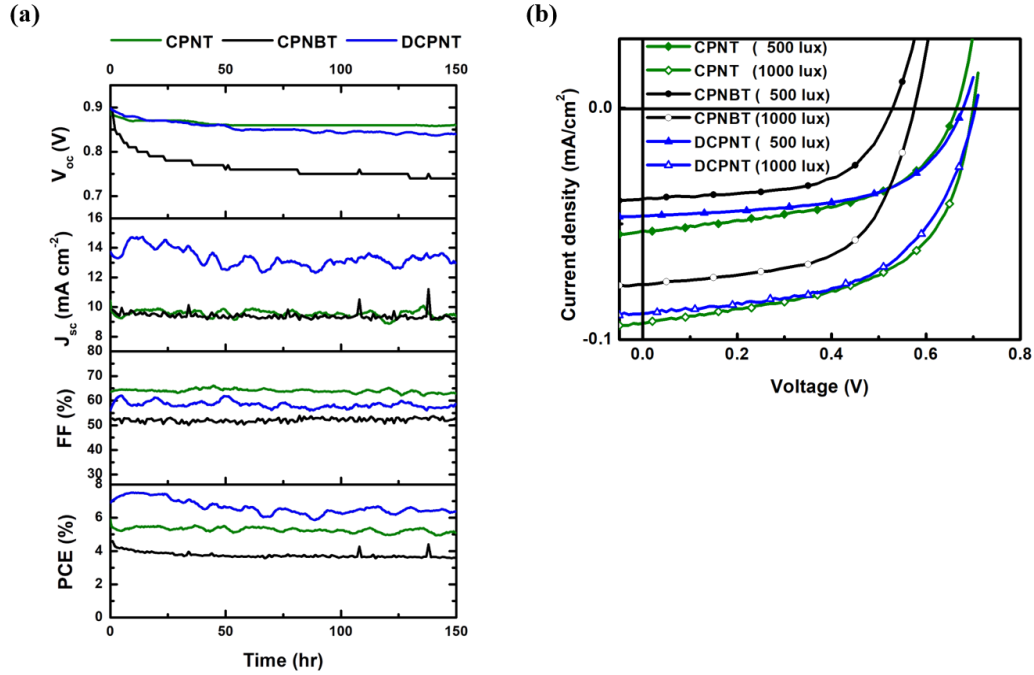 (a)
CPNT CPNBT DCPNT
0 50 100 150
0.9
0.8
0.7
V_oc (V)
16
14
12
10
8
J_sc (mA cm⁻²)
80
70
60
50
40
30
FF (%)
8
6
4
2
0
PCE (%)
0 50 100 150
Time (hr)
(b)
CPNT ( 500 lux)
CPNT (1000 lux)
CPNBT ( 500 lux)
CPNBT (1000 lux)
DCPNT ( 500 lux)
DCPNT (1000 lux)
0.0
-0.1
Current density (mA/cm²)
0.0 0.2 0.4 0.6 0.8
Voltage (V)